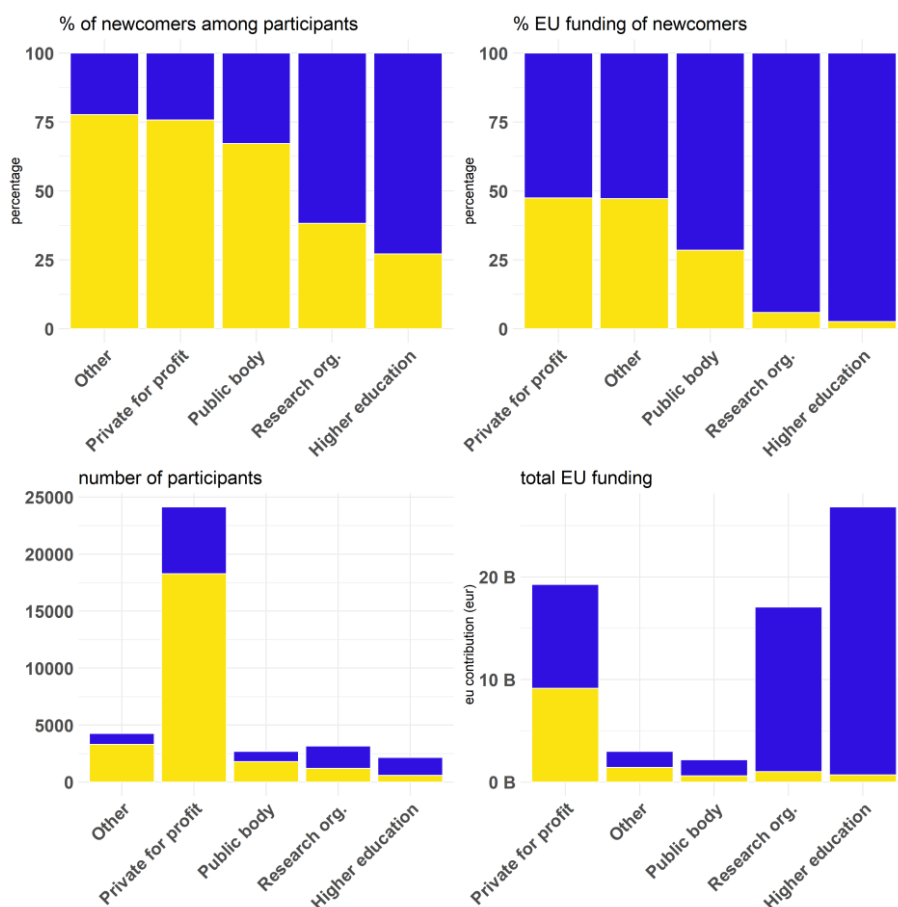 % of newcomers among participants
100
75
50
25
0
percentage
Other
Private for profit
Public body
Research org.
Higher education
% EU funding of newcomers
100
75
50
25
0
percentage
Private for profit
Other
Public body
Research org.
Higher education
number of participants
25000
20000
15000
10000
5000
0
Other
Private for profit
Public body
Research org.
Higher education
total EU funding
20 B
10 B
0 B
eu contribution (eur)
Private for profit
Other
Public body
Research org.
Higher education